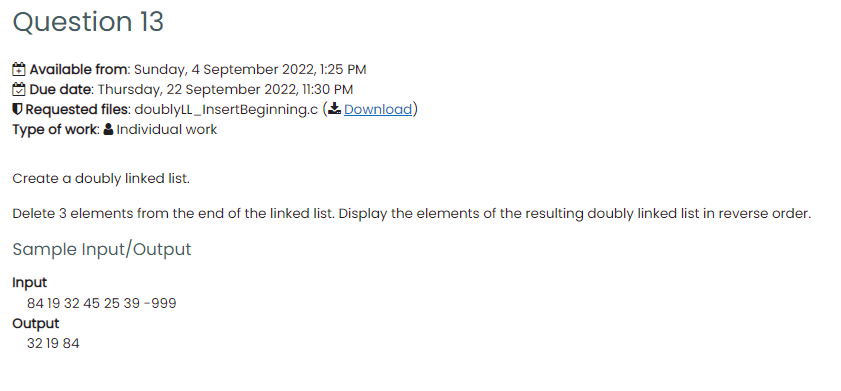 Question 13
Available from: Sunday, 4 September 2022, 1:25 PM
Due date: Thursday, 22 September 2022, 11:30 PM
Requested files: doublyLL_InsertBeginning.c (Download)
Type of work: Individual work
Create a doubly linked list.
Delete 3 elements from the end of the linked list. Display the elements of the resulting doubly linked list in reverse order.
Sample Input/Output
Input
84 19 32 45 25 39 -999
Output
32 19 84